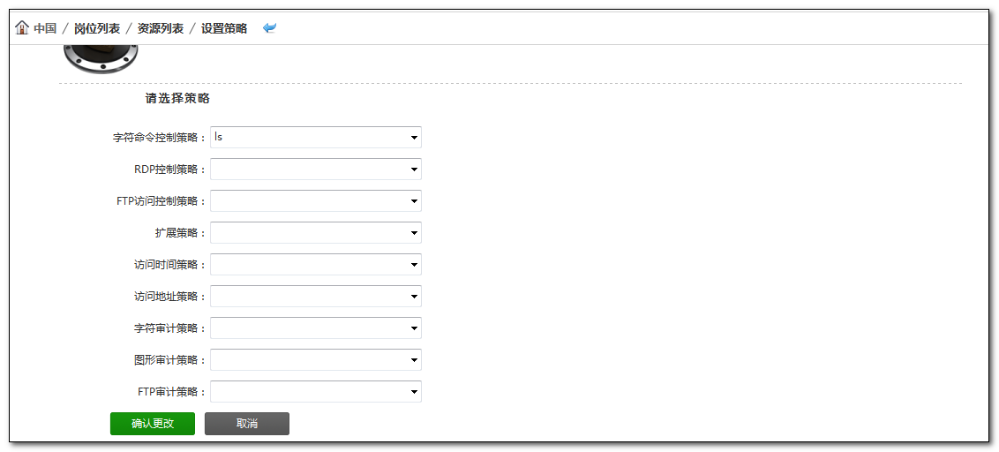 中国 / 岗位列表 / 资源列表 / 设置策略
请选择策略
字符命令控制策略： ls
RDP控制策略：
FTP访问控制策略：
扩展策略：
访问时间策略：
访问地址策略：
字符审计策略：
图形审计策略：
FTP审计策略：
确认更改 取消